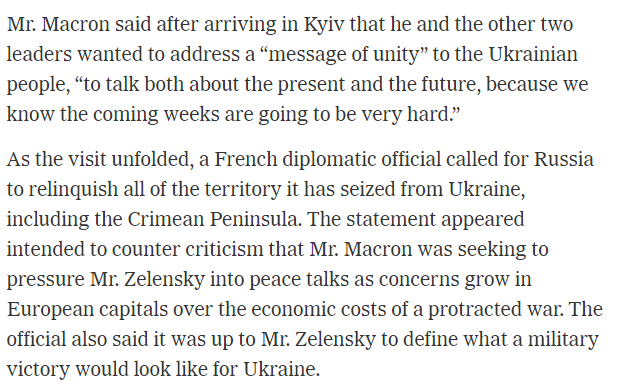 Mr. Macron said after arriving in Kyiv that he and the other two
leaders wanted to address a “message of unity” to the Ukrainian
people, “to talk both about the present and the future, because we
know the coming weeks are going to be very hard.”
As the visit unfolded, a French diplomatic official called for Russia
to relinquish all of the territory it has seized from Ukraine,
including the Crimean Peninsula. The statement appeared
intended to counter criticism that Mr. Macron was seeking to
pressure Mr. Zelensky into peace talks as concerns grow in
European capitals over the economic costs of a protracted war. The
official also said it was up to Mr. Zelensky to define what a military
victory would look like for Ukraine.